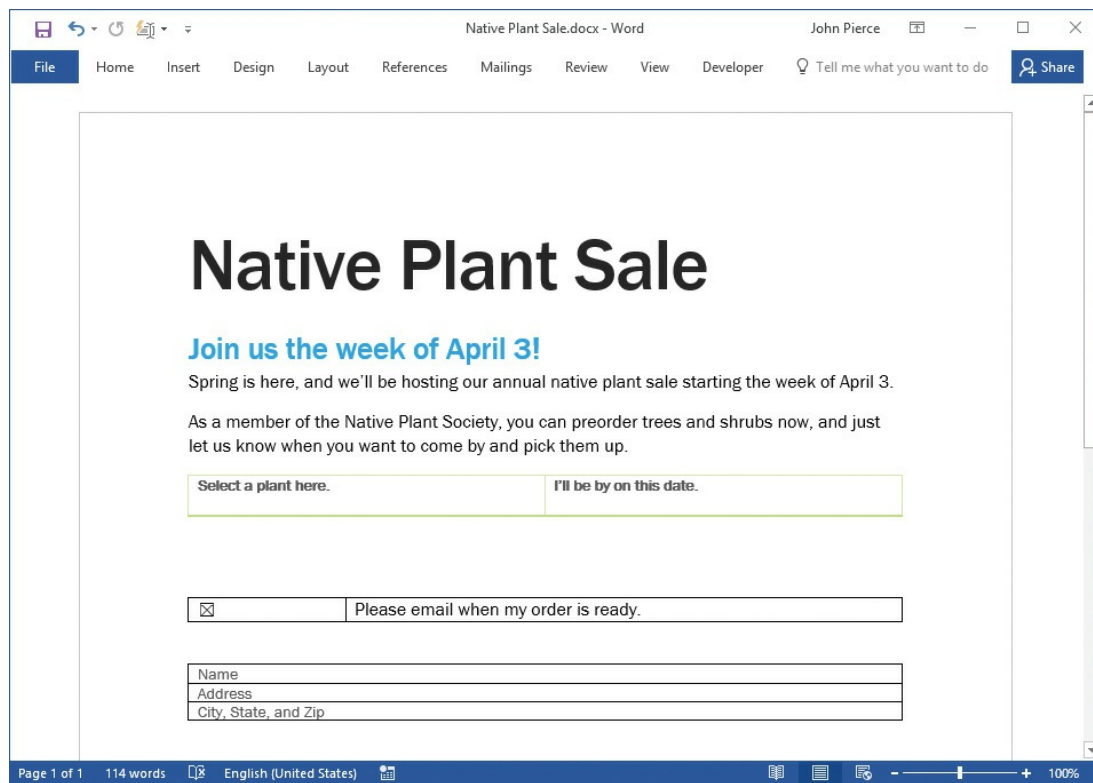 Native Plant Sale.docx - Word
John Pierce
File Home Insert Design Layout References Mailings Review View Developer Tell me what you want to do Share
Native Plant Sale
Join us the week of April 3!
Spring is here, and we'll be hosting our annual native plant sale starting the week of April 3.
As a member of the Native Plant Society, you can preorder trees and shrubs now, and just
let us know when you want to come by and pick them up.
Select a plant here. I'll be by on this date.
☒ Please email when my order is ready.
Name
Address
City, State, and Zip
Page 1 of 1 114 words English (United States) 100%